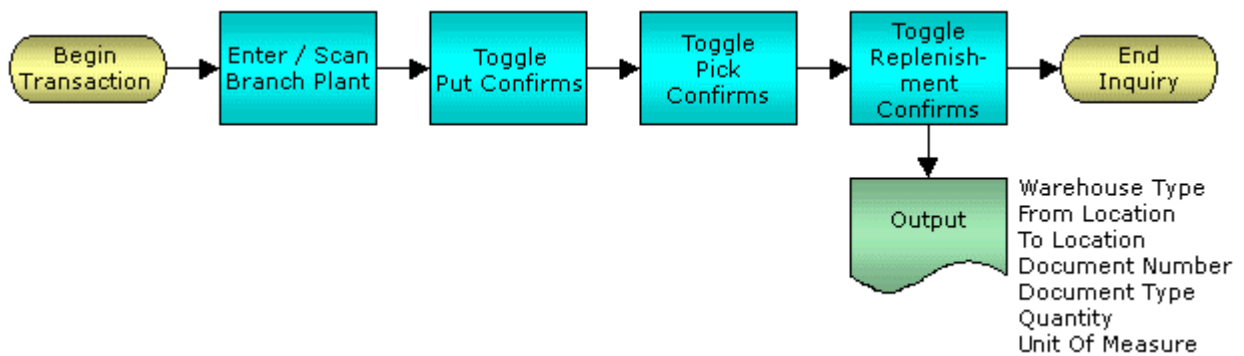 Begin
Transaction
Enter / Scan
Branch Plant
Toggle
Put Confirms
Toggle
Pick
Confirms
Toggle
Replenish-
ment
Confirms
End
Inquiry
Output
Warehouse Type
From Location
To Location
Document Number
Document Type
Quantity
Unit Of Measure